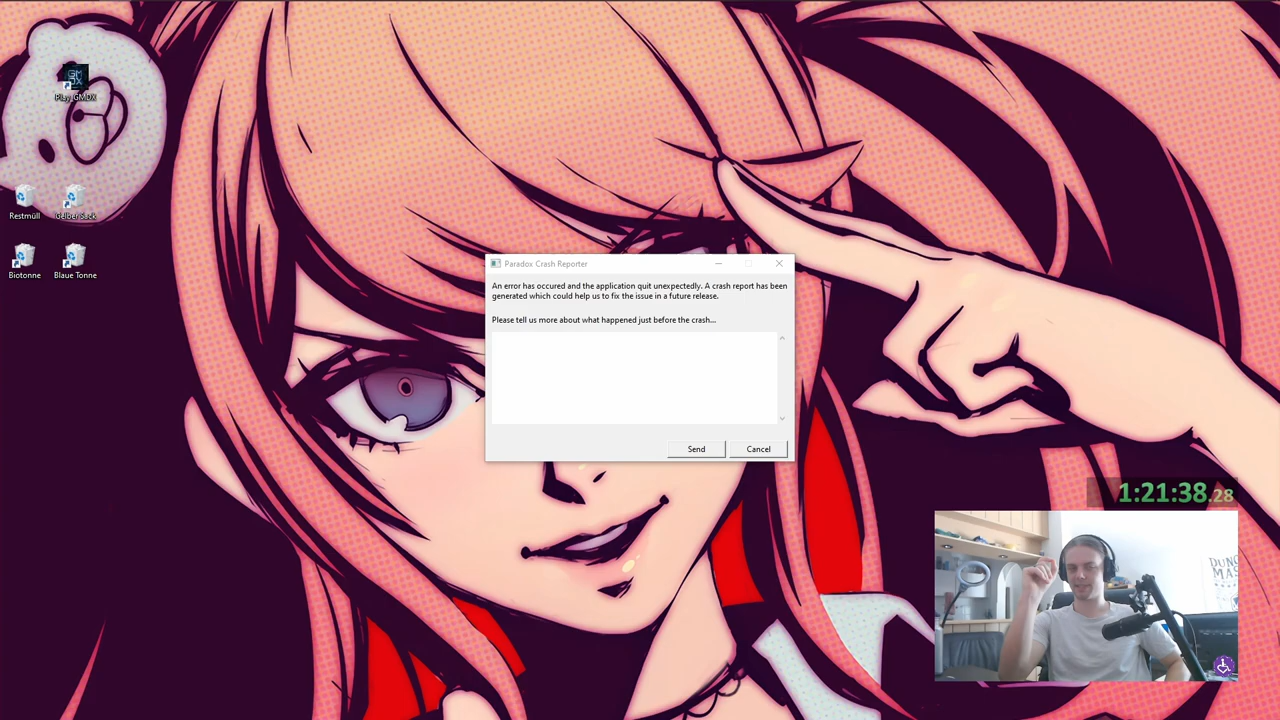 GMDX
Play GMDX
Restmüll
Gelber Sack
Biotonne
Blaue Tonne
Paradox Crash Reporter
An error has occured and the application quit unexpectedly. A crash report has been
generated which could help us to fix the issue in a future release.
Please tell us more about what happened just before the crash...
Send
Cancel
1:21:38.28